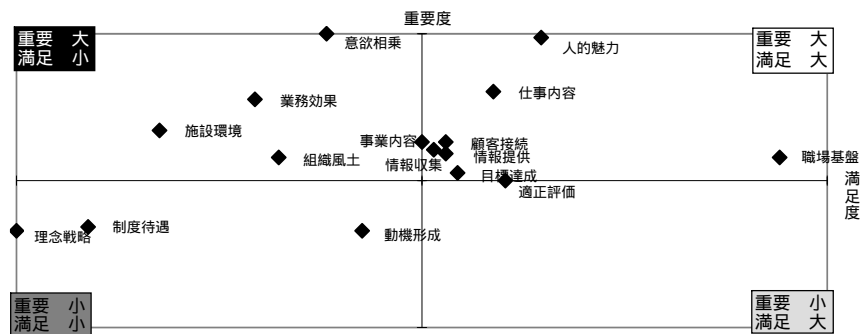 重要度
重要　大
満足　小
意欲相乗
人的魅力
重要　大
満足　大
仕事内容
業務効果
施設環境
事業内容
顧客接続
組織風土
情報収集
情報提供
職場基盤
目標達成
適正評価
満足度
理念戦略
制度待遇
動機形成
重要　小
満足　小
重要　小
満足　大